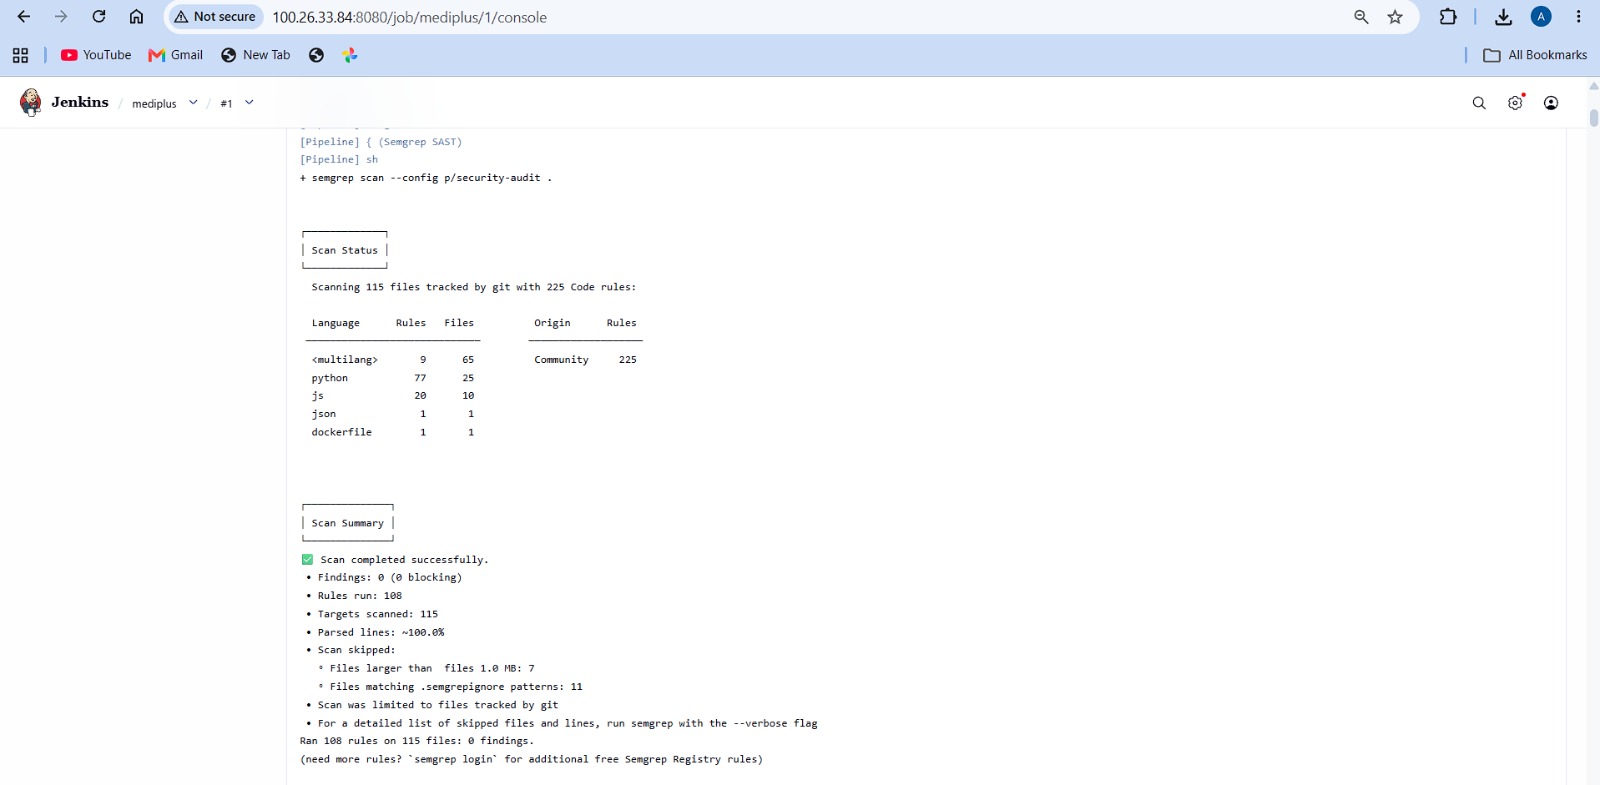 Not secure 100.26.33.84:8080/job/mediplus/1/console A
YouTube Gmail New Tab All Bookmarks
Jenkins / mediplus / #1
[Pipeline] { (Semgrep SAST)
[Pipeline] sh
+ semgrep scan --config p/security-audit .
Scan Status
Scanning 115 files tracked by git with 225 Code rules:
Language Rules Files Origin Rules
<multilang> 9 65 Community 225
python 77 25
js 20 10
json 1 1
dockerfile 1 1
Scan Summary
✅ Scan completed successfully.
• Findings: 0 (0 blocking)
• Rules run: 108
• Targets scanned: 115
• Parsed lines: ~100.0%
• Scan skipped:
◦ Files larger than  files 1.0 MB: 7
◦ Files matching .semgrepignore patterns: 11
• Scan was limited to files tracked by git
• For a detailed list of skipped files and lines, run semgrep with the --verbose flag
Ran 108 rules on 115 files: 0 findings.
(need more rules? `semgrep login` for additional free Semgrep Registry rules)